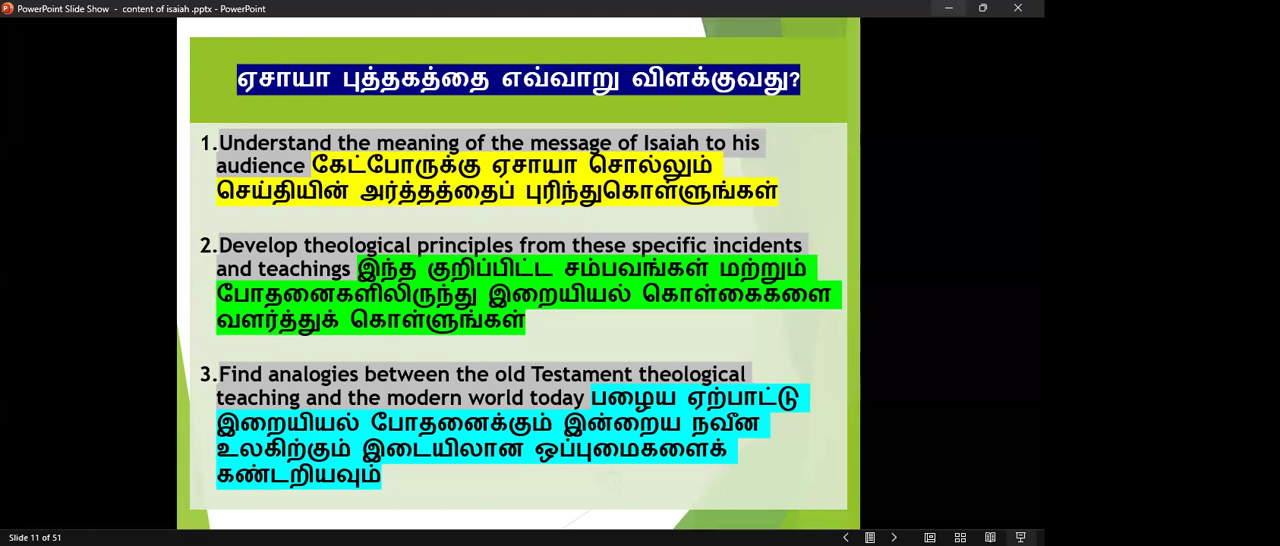 PowerPoint Slide Show - content of isaiah .pptx - PowerPoint
ஏசாயா புத்தகத்தை எவ்வாறு விளக்குவது?
1.Understand the meaning of the message of Isaiah to his
audience கேட்போருக்கு ஏசாயா சொல்லும்
செய்தியின் அர்த்தத்தைப் புரிந்துகொள்ளுங்கள்
2.Develop theological principles from these specific incidents
and teachings இந்த குறிப்பிட்ட சம்பவங்கள் மற்றும்
போதனைகளிலிருந்து இறையியல் கொள்கைகளை
வளர்த்துக் கொள்ளுங்கள்
3.Find analogies between the old Testament theological
teaching and the modern world today பழைய ஏற்பாட்டு
இறையியல் போதனைக்கும் இன்றைய நவீன
உலகிற்கும் இடையிலான ஒப்புமைகளைக்
கண்டறியவும்
Slide 11 of 51